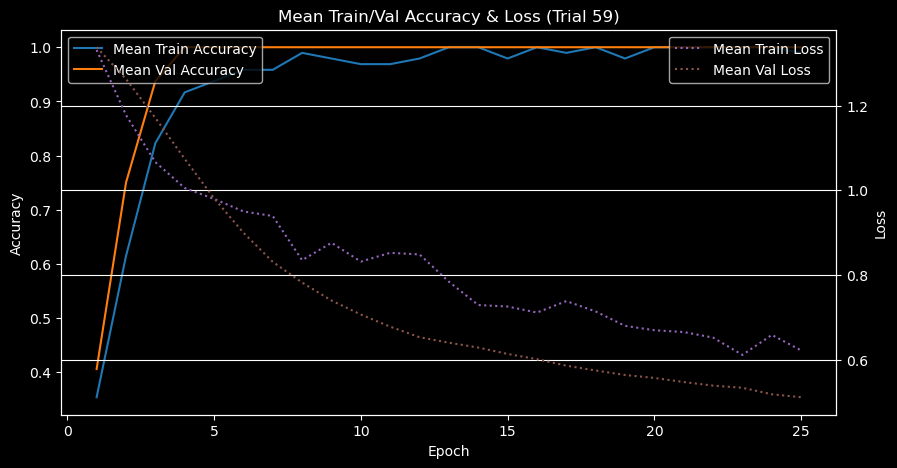 Mean Train/Val Accuracy & Loss (Trial 59)
Mean Train Accuracy
Mean Val Accuracy
Mean Train Loss
Mean Val Loss
1.0
0.9
0.8
0.7
0.6
0.5
0.4
Accuracy
1.2
1.0
0.8
0.6
Loss
0
5
10
15
20
25
Epoch